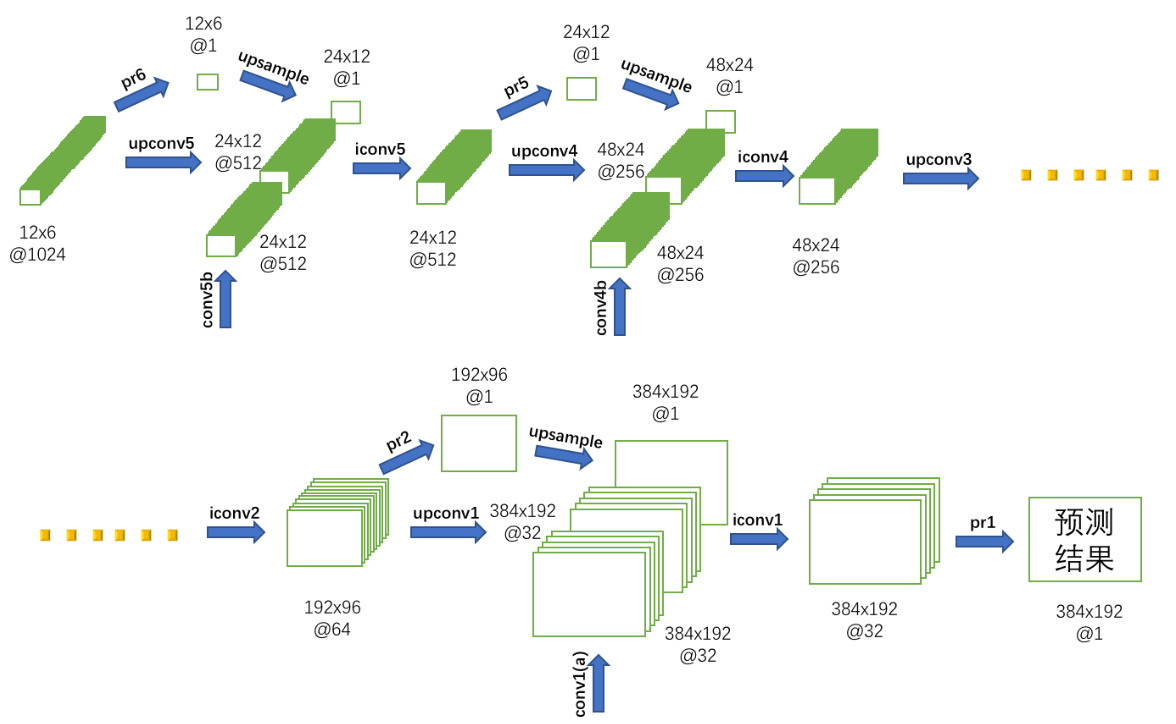 12x6
@1
pr6
upsample
24x12
@1
upconv5
24x12
@512
iconv5
12x6
@1024
24x12
@512
conv5b
24x12
@512
pr5
24x12
@1
upsample
48x24
@1
upconv4
48x24
@256
iconv4
48x24
@256
conv4b
48x24
@256
upconv3
iconv2
192x96
@64
pr2
192x96
@1
upsample
384x192
@1
upconv1
384x192
@32
iconv1
384x192
@32
conv1(a)
384x192
@32
pr1
预测
结果
384x192
@1